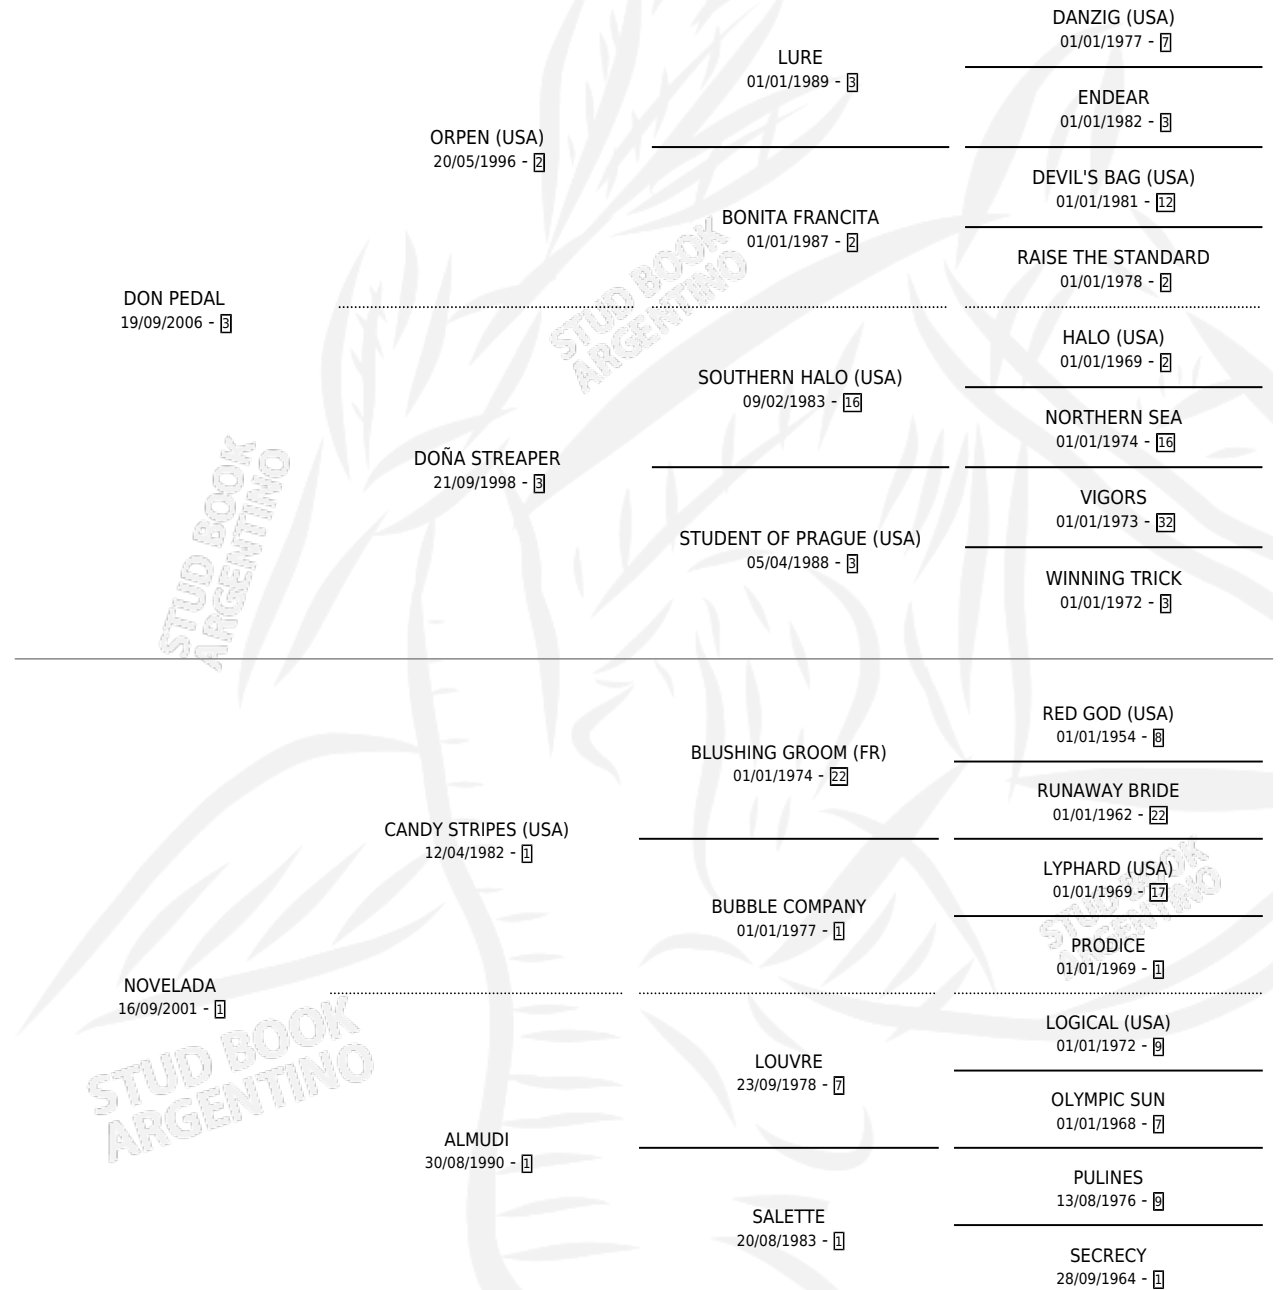 DON PEDAL
19/09/2006 - 3
ORPEN (USA)
20/05/1996 - 2
LURE
01/01/1989 - 3
DANZIG (USA)
01/01/1977 - 7
ENDEAR
01/01/1982 - 3
BONITA FRANCITA
01/01/1987 - 2
DEVIL'S BAG (USA)
01/01/1981 - 12
RAISE THE STANDARD
01/01/1978 - 2
DOÑA STREAPER
21/09/1998 - 3
SOUTHERN HALO (USA)
09/02/1983 - 16
HALO (USA)
01/01/1969 - 2
NORTHERN SEA
01/01/1974 - 16
STUDENT OF PRAGUE (USA)
05/04/1988 - 3
VIGORS
01/01/1973 - 32
WINNING TRICK
01/01/1972 - 3
NOVELADA
16/09/2001 - 1
CANDY STRIPES (USA)
12/04/1982 - 1
BLUSHING GROOM (FR)
01/01/1974 - 22
RED GOD (USA)
01/01/1954 - 8
RUNAWAY BRIDE
01/01/1962 - 22
BUBBLE COMPANY
01/01/1977 - 1
LYPHARD (USA)
01/01/1969 - 17
PRODICE
01/01/1969 - 1
ALMUDI
30/08/1990 - 1
LOUVRE
23/09/1978 - 7
LOGICAL (USA)
01/01/1972 - 9
OLYMPIC SUN
01/01/1968 - 7
SALETTE
20/08/1983 - 1
PULINES
13/08/1976 - 9
SECRECY
28/09/1964 - 1
STUD BOOK
ARGENTINO
STUD BOOK
ARGENTINO
STUD BOOK
ARGENTINO
STUD BOOK
ARGENTINO